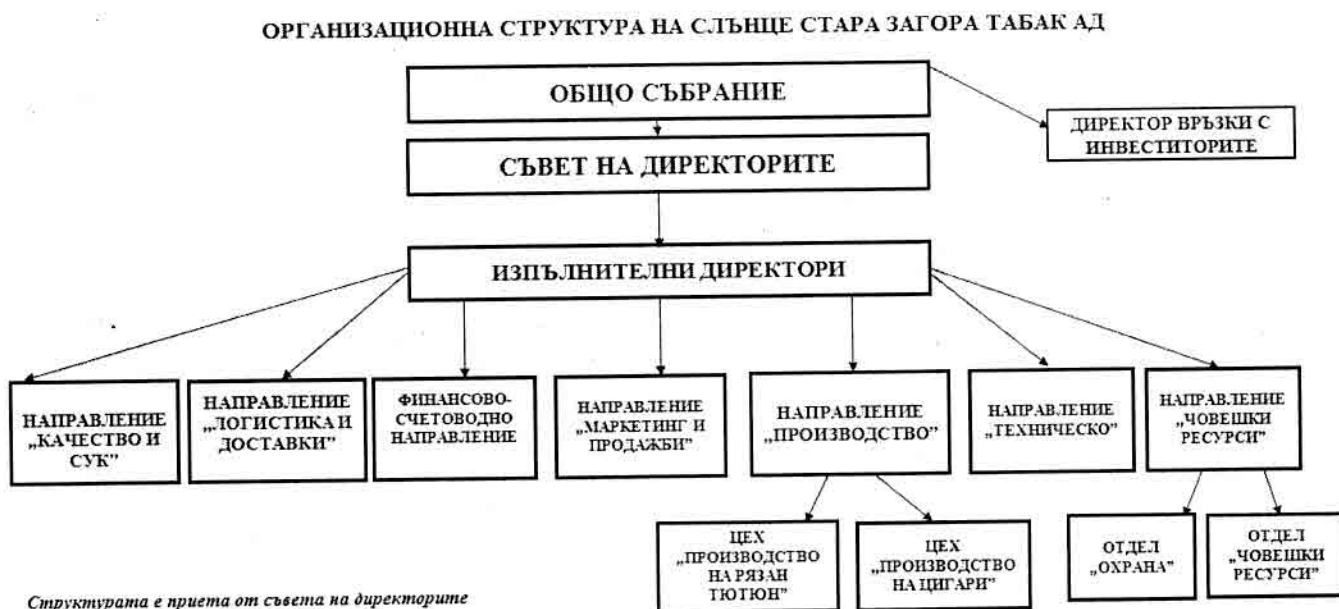 ОРГАНИЗАЦИОННА СТРУКТУРА НА СЛЪНЦЕ СТАРА ЗАГОРА ТАБАК АД
ОБЩО СЪБРАНИЕ
ДИРЕКТОР ВРЪЗКИ С
ИНВЕСТИТОРИТЕ
СЪВЕТ НА ДИРЕКТОРИТЕ
ИЗПЪЛНИТЕЛНИ ДИРЕКТОРИ
НАПРАВЛЕНИЕ
„КАЧЕСТВО И
СУК”
НАПРАВЛЕНИЕ
„ЛОГИСТИКА И
ДОСТАВКИ”
ФИНАНСОВО-
СЧЕТОВОДНО
НАПРАВЛЕНИЕ
НАПРАВЛЕНИЕ
„МАРКЕТИНГ И
ПРОДАЖБИ”
НАПРАВЛЕНИЕ
„ПРОИЗВОДСТВО”
НАПРАВЛЕНИЕ
„ТЕХНИЧЕСКО”
НАПРАВЛЕНИЕ
„ЧОВЕШКИ
РЕСУРСИ”
ЦЕХ
„ПРОИЗВОДСТВО
НА РЯЗАН
ТЮТЮН”
ЦЕХ
„ПРОИЗВОДСТВО
НА ЦИГАРИ”
ОТДЕЛ
„ОХРАНА”
ОТДЕЛ
„ЧОВЕШКИ
РЕСУРСИ”
Структурата е приета от съвета на директорите